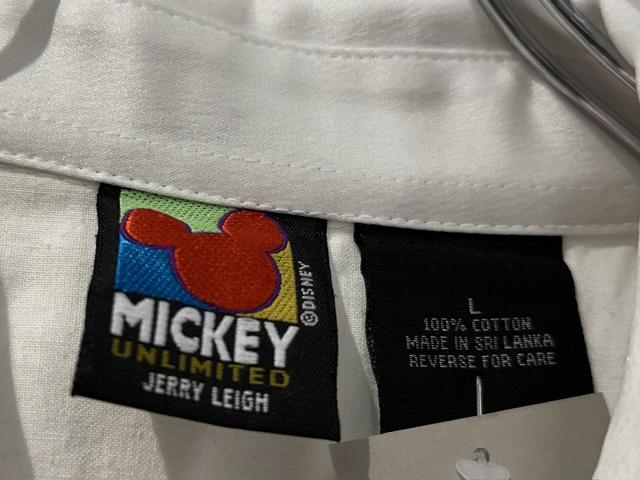 MICKEY
UNLIMITED
JERRY LEIGH
©DISNEY
L
100% COTTON
MADE IN SRI LANKA
REVERSE FOR CARE